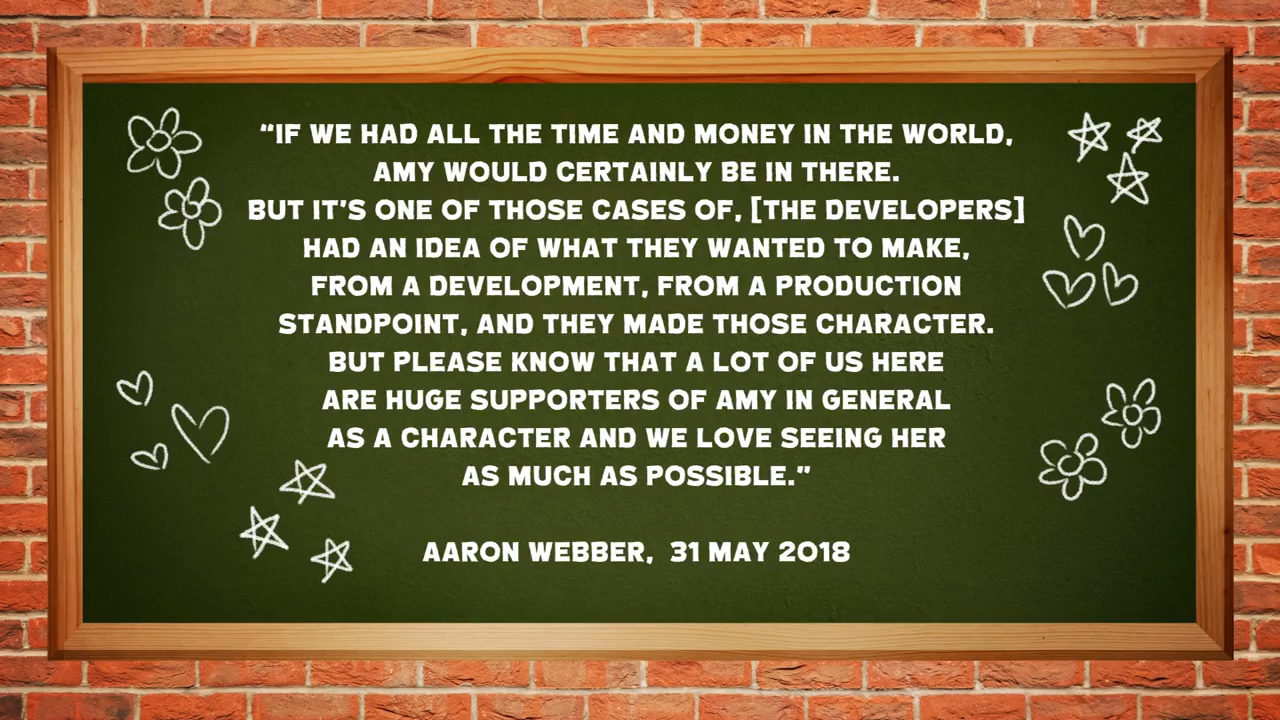 “IF WE HAD ALL THE TIME AND MONEY IN THE WORLD,
AMY WOULD CERTAINLY BE IN THERE.
BUT IT’S ONE OF THOSE CASES OF, [THE DEVELOPERS]
HAD AN IDEA OF WHAT THEY WANTED TO MAKE,
FROM A DEVELOPMENT, FROM A PRODUCTION
STANDPOINT, AND THEY MADE THOSE CHARACTER.
BUT PLEASE KNOW THAT A LOT OF US HERE
ARE HUGE SUPPORTERS OF AMY IN GENERAL
AS A CHARACTER AND WE LOVE SEEING HER
AS MUCH AS POSSIBLE.”
AARON WEBBER, 31 MAY 2018